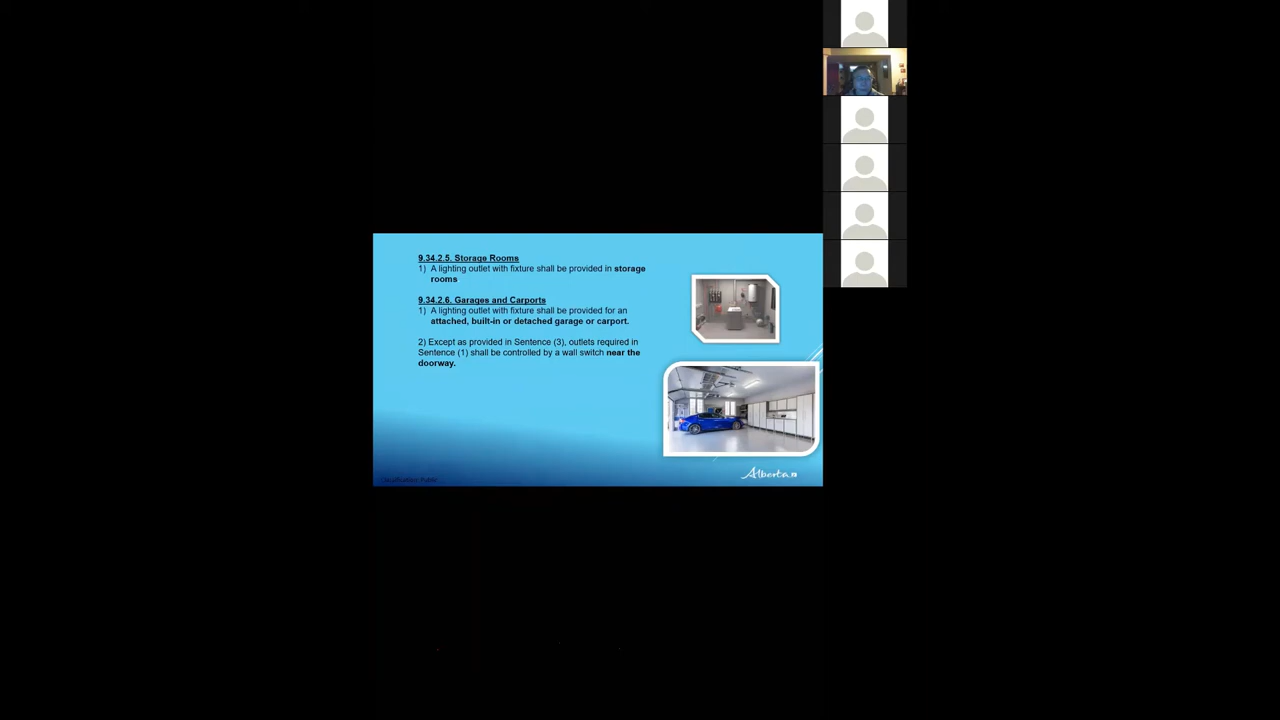 9.34.2.5. Storage Rooms
1) A lighting outlet with fixture shall be provided in storage
rooms
9.34.2.6. Garages and Carports
1) A lighting outlet with fixture shall be provided for an
attached, built-in or detached garage or carport.
2) Except as provided in Sentence (3), outlets required in
Sentence (1) shall be controlled by a wall switch near the
doorway.
Alberta
Classification: Public